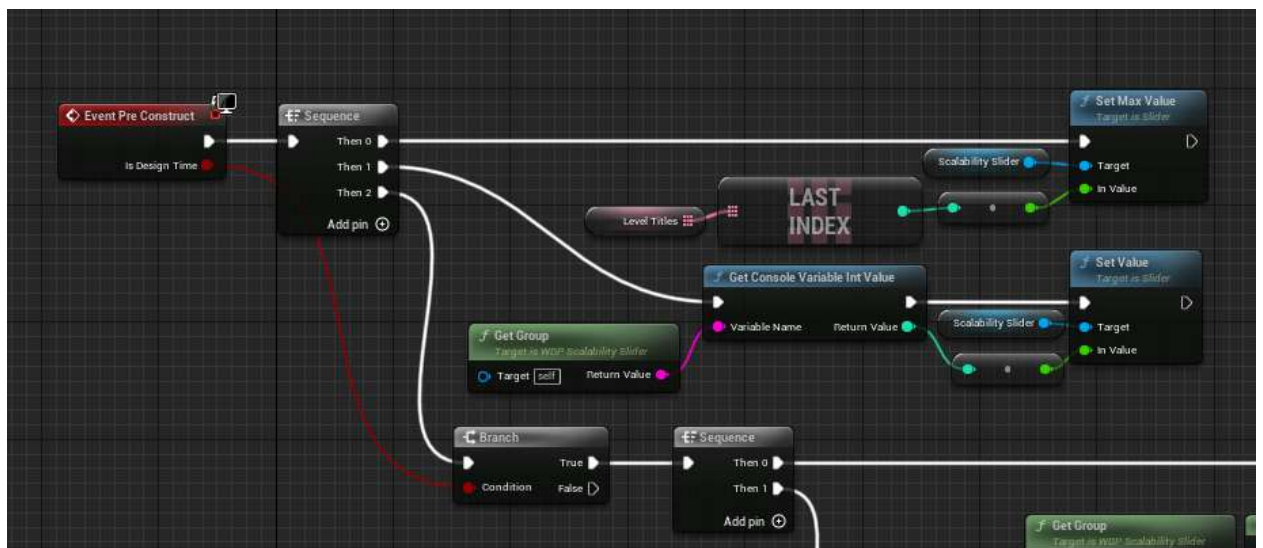 Event Pre Construct
Is Design Time
Sequence
Then 0
Then 1
Then 2
Add pin
Set Max Value
Target is Slider
Scalability Slider
Target
In Value
Level Titles
LAST
INDEX
Get Console Variable Int Value
Variable Name
Return Value
Set Value
Target is Slider
Scalability Slider
Target
In Value
Get Group
Target is WDP Scalability Slider
Target self
Return Value
Branch
True
Condition
False
Sequence
Then 0
Then 1
Add pin
Get Group
Target is WDP Scalability Slider